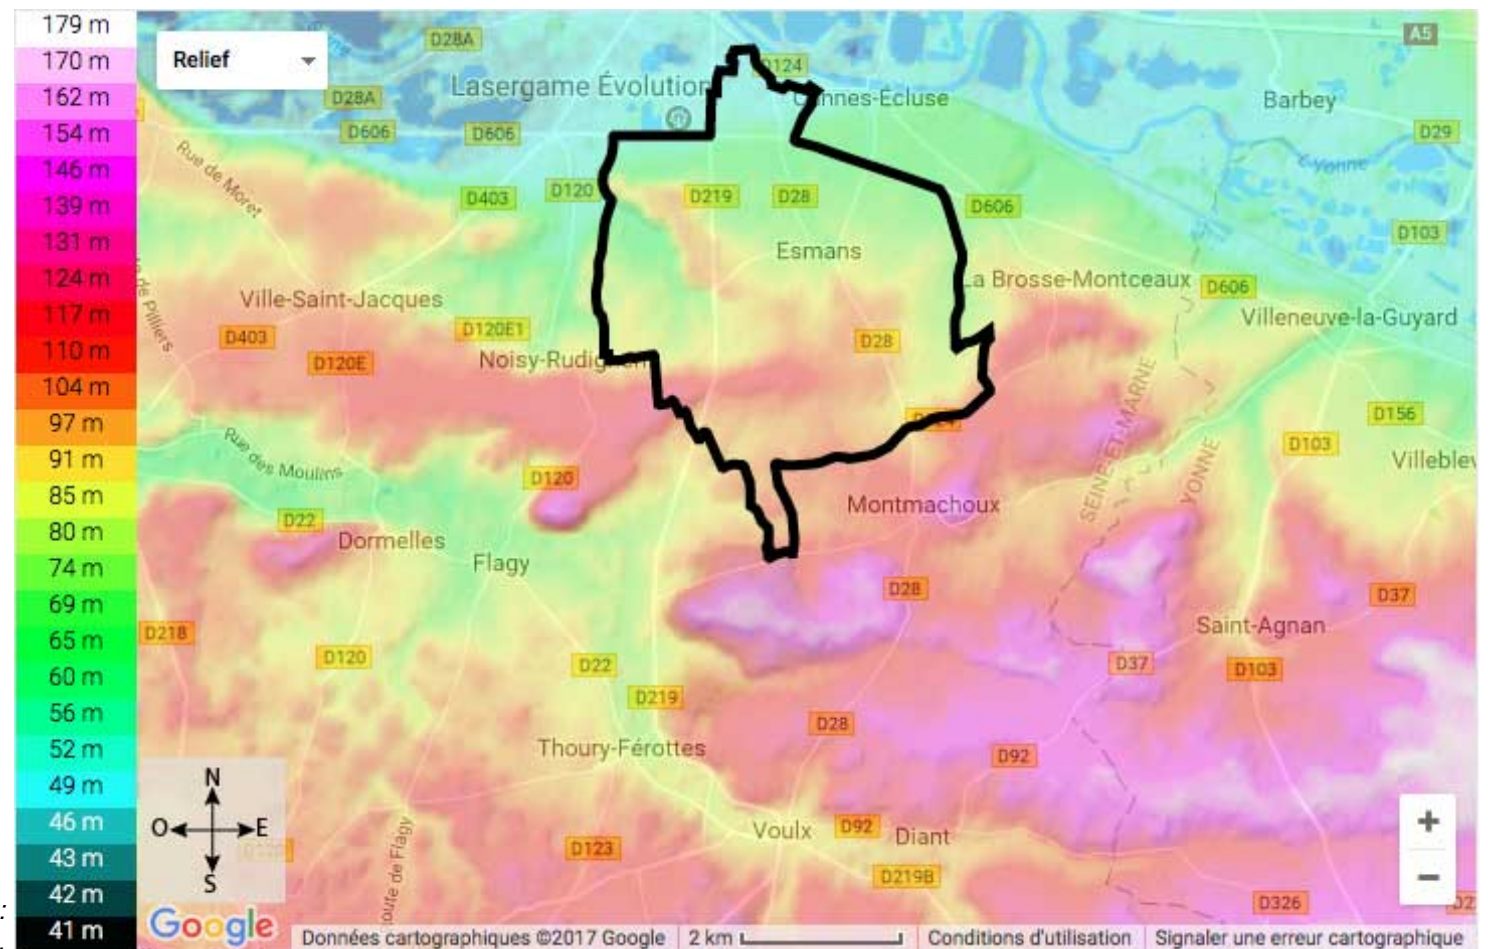 179 m
170 m
162 m
154 m
146 m
139 m
131 m
124 m
117 m
110 m
104 m
97 m
91 m
85 m
80 m
74 m
69 m
65 m
60 m
56 m
52 m
49 m
46 m
43 m
42 m
41 m
Relief
D28A
A5
D124
Lasergame Évolution
D28A
Cannes-Écluse
Barbey
D606
D606
D29
Rue de Moret
Yonne
D403
D120
D219
D28
D606
D103
Esmans
La Brosse-Montceaux
D606
Ville-Saint-Jacques
Villeneuve-la-Guyard
D403
D120E1
D28
D120E
Noisy-Rudignon
SEINE-ET-MARNE
D156
Rue des Moulins
D103
YONNE
D120
Montmachoux
D22
Dormelles
Flagy
D28
D37
D218
Saint-Agnan
D120
D22
D37
D103
D219
D28
Thoury-Férottes
D92
N
O
E
S
Voulx
D92
Diant
D123
D219B
oute de Flagy
D326
+
−
Google
Données cartographiques ©2017 Google
2 km
Conditions d'utilisation
Signaler une erreur cartographique